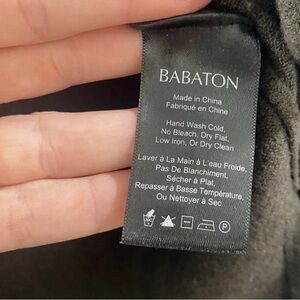 BABATON
Made in China
Fabriqué en Chine
Hand Wash Cold,
No Bleach, Dry Flat,
Low Iron, Or Dry Clean
Laver à La Main à L'eau Froide,
Pas De Blanchiment,
Sécher à Plat,
Repasser à Basse Température,
Ou Nettoyer à Sec